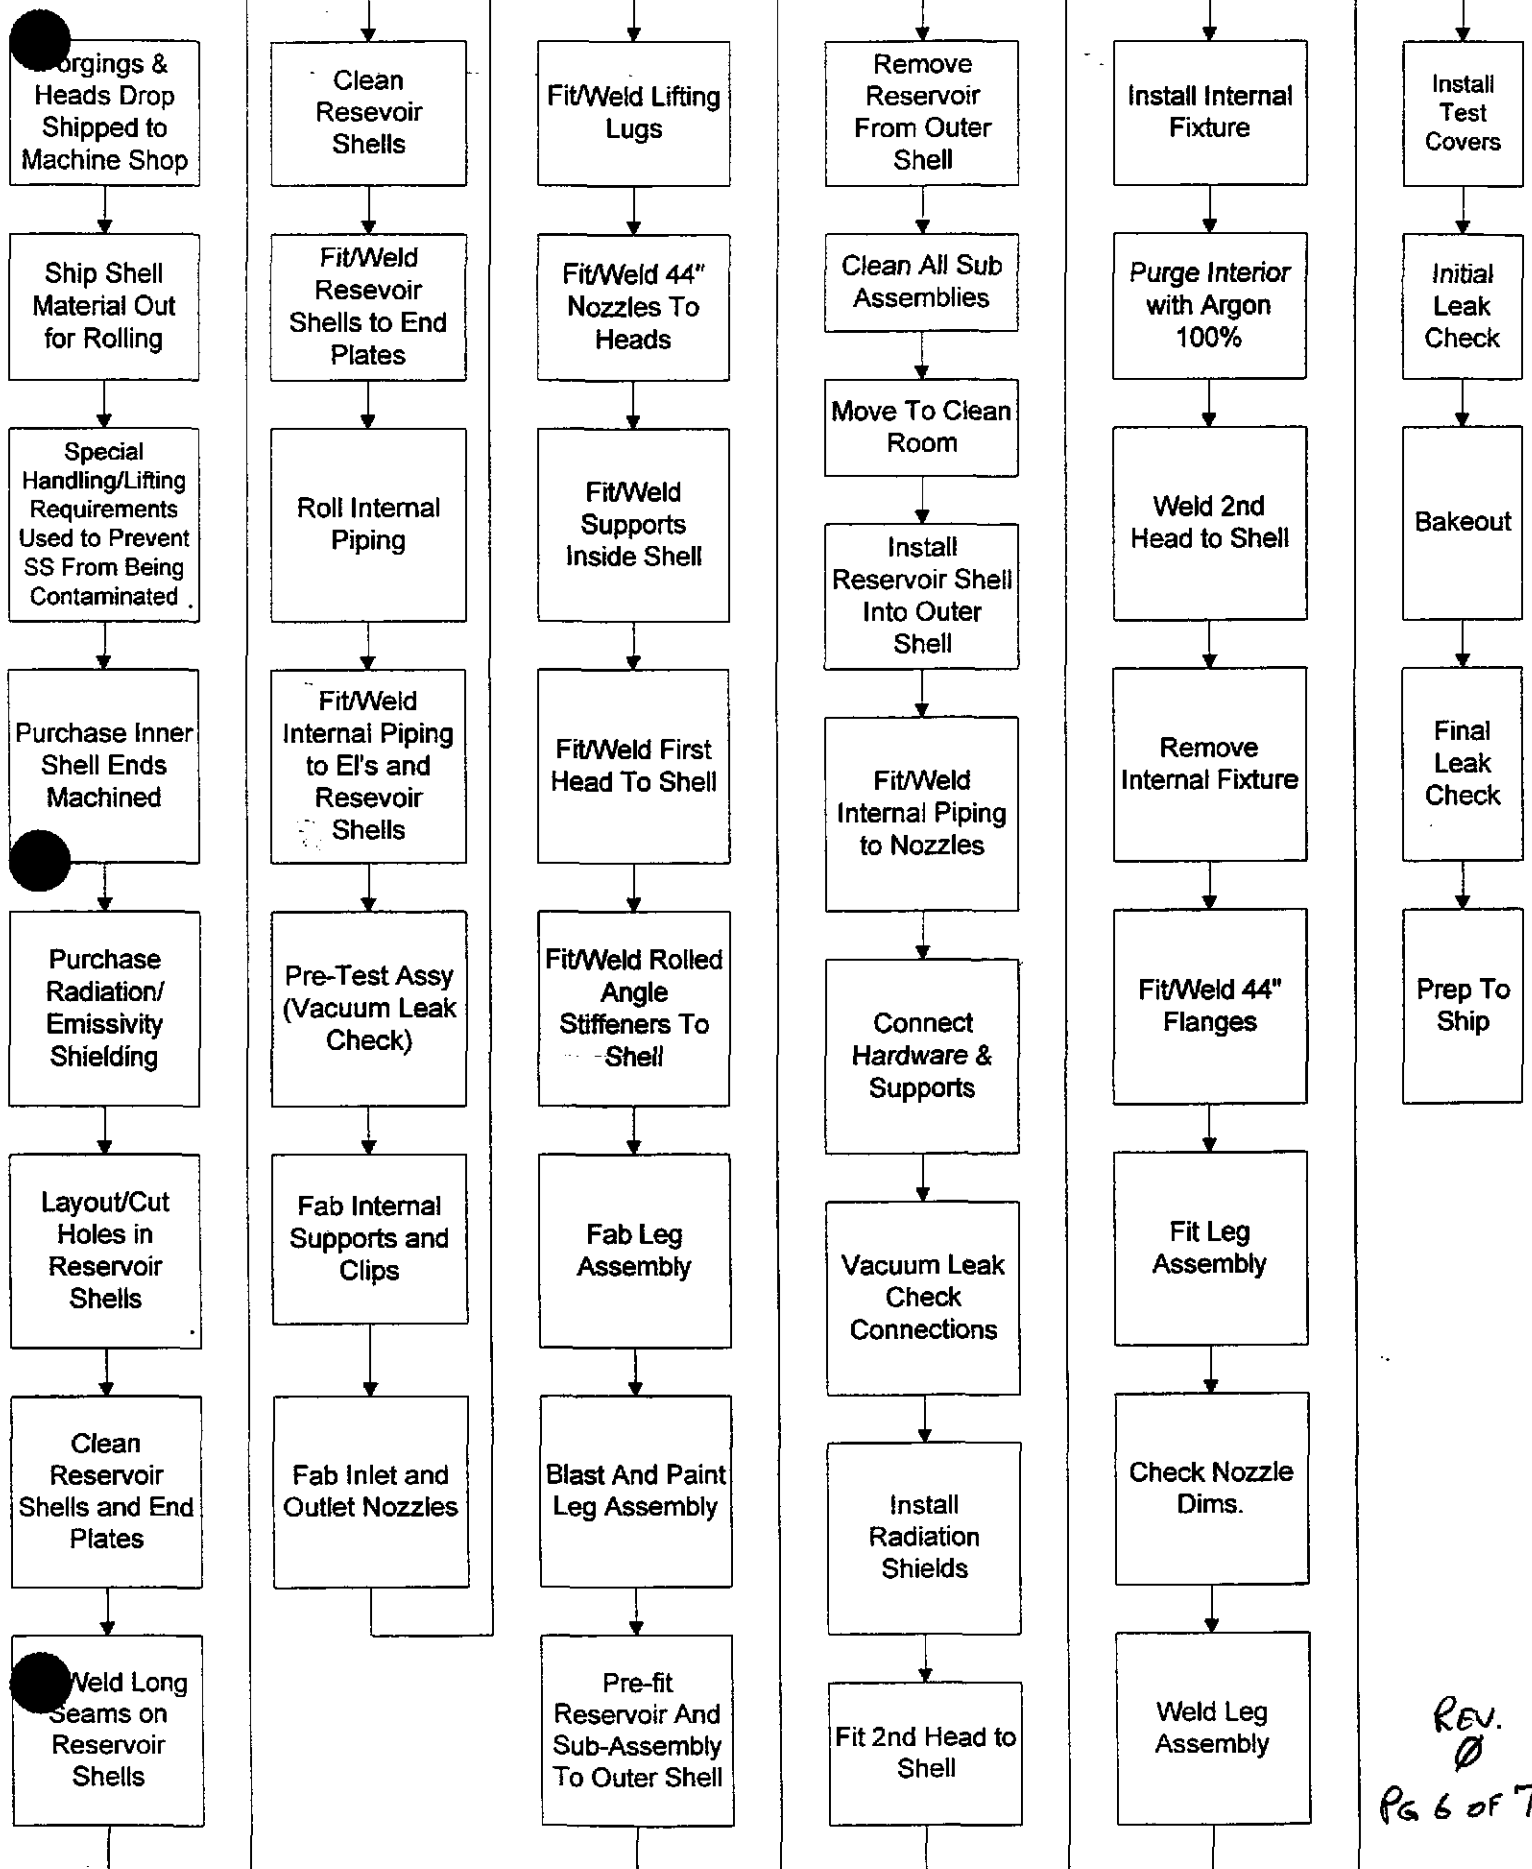 orgings &
Heads Drop
Shipped to
Machine Shop
Ship Shell
Material Out
for Rolling
Special
Handling/Lifting
Requirements
Used to Prevent
SS From Being
Contaminated
Purchase Inner
Shell Ends
Machined
Purchase
Radiation/
Emissivity
Shielding
Layout/Cut
Holes in
Reservoir
Shells
Clean
Reservoir
Shells and End
Plates
Weld Long
Seams on
Reservoir
Shells
Clean
Resevoir
Shells
Fit/Weld
Resevoir
Shells to End
Plates
Roll Internal
Piping
Fit/Weld
Internal Piping
to El's and
Resevoir
Shells
Pre-Test Assy
(Vacuum Leak
Check)
Fab Internal
Supports and
Clips
Fab Inlet and
Outlet Nozzles
Fit/Weld Lifting
Lugs
Fit/Weld 44"
Nozzles To
Heads
Fit/Weld
Supports
Inside Shell
Fit/Weld First
Head To Shell
Fit/Weld Rolled
Angle
Stiffeners To
Shell
Fab Leg
Assembly
Blast And Paint
Leg Assembly
Pre-fit
Reservoir And
Sub-Assembly
To Outer Shell
Remove
Reservoir
From Outer
Shell
Clean All Sub
Assemblies
Move To Clean
Room
Install
Reservoir Shell
Into Outer
Shell
Fit/Weld
Internal Piping
to Nozzles
Connect
Hardware &
Supports
Vacuum Leak
Check
Connections
Install
Radiation
Shields
Fit 2nd Head to
Shell
Install Internal
Fixture
Purge Interior
with Argon
100%
Weld 2nd
Head to Shell
Remove
Internal Fixture
Fit/Weld 44"
Flanges
Fit Leg
Assembly
Check Nozzle
Dims.
Weld Leg
Assembly
Install
Test
Covers
Initial
Leak
Check
Bakeout
Final
Leak
Check
Prep To
Ship
REV.
Ø
PG 6 OF 7